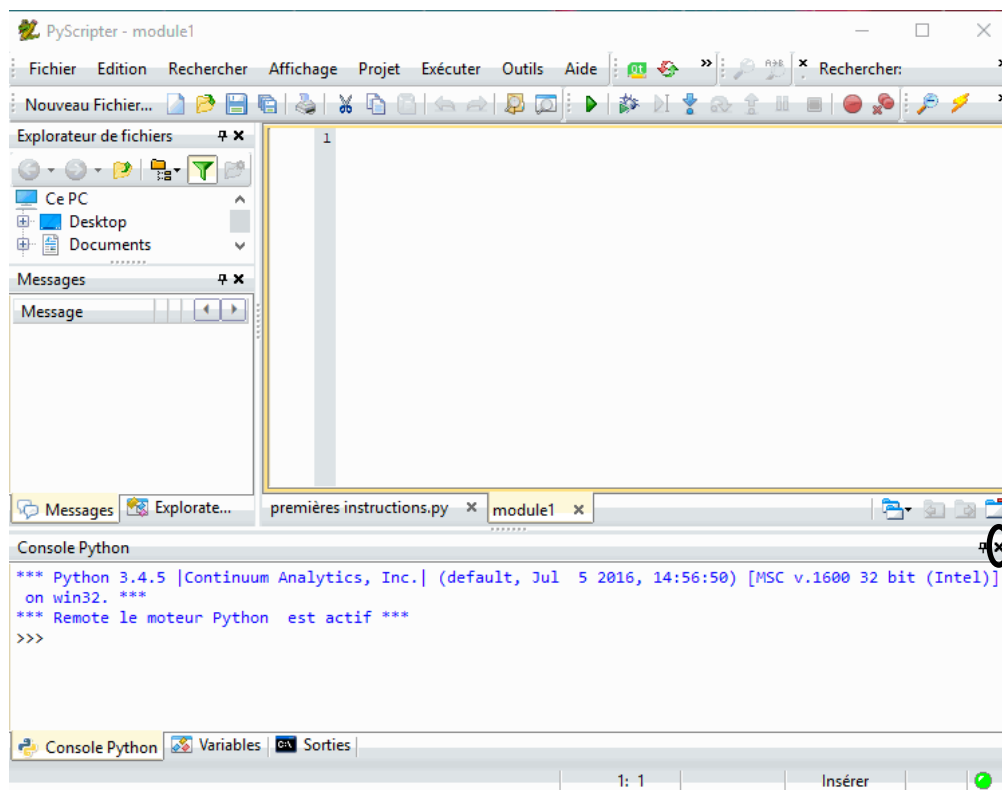 PyScripter - module1
Fichier Edition Rechercher Affichage Projet Exécuter Outils Aide Rechercher:
Nouveau Fichier...
Explorateur de fichiers
1
Ce PC
Desktop
Documents
Messages
Message
Messages Explorate...
premières instructions.py module1
Console Python
*** Python 3.4.5 |Continuum Analytics, Inc.| (default, Jul  5 2016, 14:56:50) [MSC v.1600 32 bit (Intel)]
on win32. ***
*** Remote le moteur Python  est actif ***
>>>
Console Python Variables Sorties
1: 1 Insérer